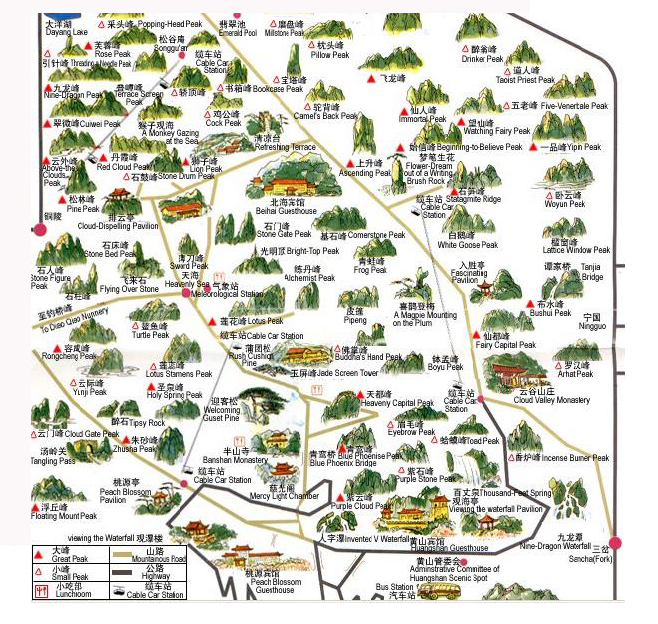 大洋湖
Dayang Lake
采头峰 Popping-Head Peak
翡翠池
Emerald Pool
磨盘峰
Millstone Peak
芙蓉峰
Rose Peak
松谷庵
Songgu'an
枕头峰
Pillow Peak
醉翁峰
Drinker Peak
引针峰 Threading a Needle Peak
缆车站
Cable Car
Station
道人峰
Taoist Priest Peak
九龙峰
Nine-Dragon Peak
Terrace Screen
Peak
轿顶峰
书箱峰 Bookcase Peak
宝塔峰
飞龙峰
驼背峰
Camel's Back Peak
仙人峰
Immortal Peak
五老峰 Five-Venertale Peak
翠微峰 Cuiwei Peak
猴子观海
A Monkey Gazing
at the Sea
鸡公峰
Cock Peak
望仙峰
Watching Fairy Peak
清凉台
Refreshing Terrace
始信峰 Beginning-to-Believe Peak
一品峰 Yipin Peak
云外峰
Above-the-
Clouds
Peak
丹霞峰
Red Cloud Peak
狮子峰
Lion Peak
石鼓峰 Stone Drum Peak
上升峰
Ascending Peak
梦笔生花
Flower-Dream
out of a Writing
Brush Rock
松林峰
Pine Peak
石笋峰
Statagmite Ridge
卧云峰
Woyun Peak
铜陵
排云亭
Cloud-Dispelling Pavilion
北海宾馆
Beihai Guesthouse
缆车站
Cable Car
Station
石门峰
Stone Gate Peak
基石峰 Cornerstone Peak
白鹅峰
White Goose Peak
Lattice Window Peak
石床峰
Stone Bed Peak
Sword Peak
光明顶 Bright-Top Peak
青蛙峰
Frog Peak
石人峰
Stone Figure
Peak
飞来石
Flying Over Stone
天海
Heavenly Sea
气象台
Meteorological Station
练丹峰
Alchemist Peak
入胜亭
Fascinating
Pavilion
谭家桥 Tanjia
Bridge
石柱峰
至钓桥峰
To Diao Qiao Nunnery
鳌鱼峰
Turtle Peak
莲花峰 Lotus Peak
皮蓬
Pipeng
喜鹊登梅
A Magpie Mounting
on the Plum
布水峰
Bushui Peak
宁国
Ningguo
容成峰
Rongcheng Peak
莲蕊峰
Lotus Stamens Peak
缆车站 Cable Car Station
蒲团松
Rush Cushion
Pine
佛掌峰
Buddha's Hand Peak
仙都峰
Fairy Capital Peak
钵盂峰
Boyu Peak
罗汉峰
Arhat Peak
云际峰
Yunji Peak
圣泉峰
Holy Spring Peak
玉屏峰 Jade Screen Tower
迎客松
Welcoming
Guset Pine
天都峰
Heaveny Capital Peak
缆车站
Cable Car
Station
云谷山庄
Cloud Valley Monastery
醉石 Tipsy Rock
眉毛峰
Eyebrow Peak
蛤蟆峰 Toad Peak
云门峰 Cloud Gate Peak
朱砂峰
Zhusha Peak
汤岭关
Tangling Pass
半山寺
Banshan Monastery
青鸾桥
Blue Phoenix Bridge
青鸾峰
Blue Phoenise Peak
香炉峰 Incense Buner Peak
紫石峰
Purple Stone Peak
缆车站
Cable Car Station
桃源亭
Peach Blossom
Pavilion
慈光阁
Mercy Light Chamber
紫云峰
Purple Cloud Peak
百丈泉 Thousand-Feet Spring
观海亭
Viewing the waterfall Pavilion
浮丘峰
Floating Mount Peak
viewing the Waterfall 观瀑楼
人字瀑 Invented V Waterfall
黄山宾馆
Huangshan Guesthouse
九龙瀑
Nine-Dragon Waterfall
三岔
Sancha(Fork)
黄山管委会
Adminstrative Committee of
Huangshan Scenic Spot
桃源宾馆
Peach Blossom
Guesthouse
Bus Station
汽车站
大峰
Great Peak
山路
Mountanous Road
小峰
Small Peak
公路
Highway
小吃部
Lunchroom
缆车站
Cable Car Station